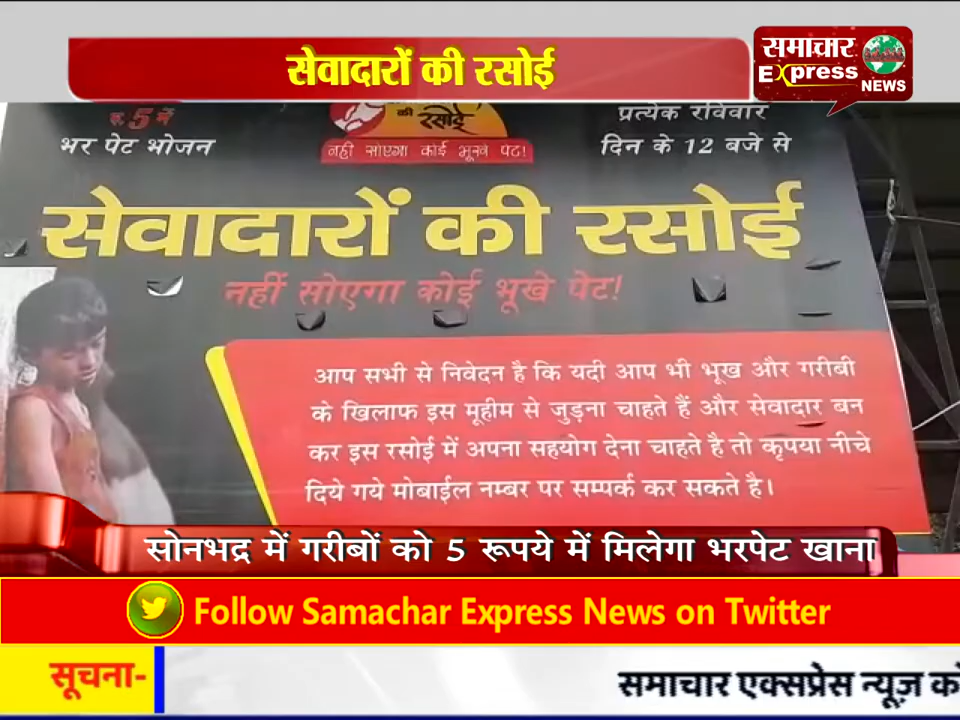 सेवादारों की रसोई
समाचार
Express
NEWS
रु. 5 में
भर पेट भोजन
की रसोई
नहीं सोएगा कोई भूखे पेट!
प्रत्येक रविवार
दिन के 12 बजे से
सेवादारों की रसोई
नहीं सोएगा कोई भूखे पेट!
आप सभी से निवेदन है कि यदी आप भी भूख और गरीबी
के खिलाफ इस मूहीम से जुड़ना चाहते हैं और सेवादार बन
कर इस रसोई में अपना सहयोग देना चाहते है तो कृपया नीचे
दिये गये मोबाईल नम्बर पर सम्पर्क कर सकते है।
सोनभद्र में गरीबों को 5 रूपये में मिलेगा भरपेट खाना
Follow Samachar Express News on Twitter
सूचना-
समाचार एक्सप्रेस न्यूज़ को